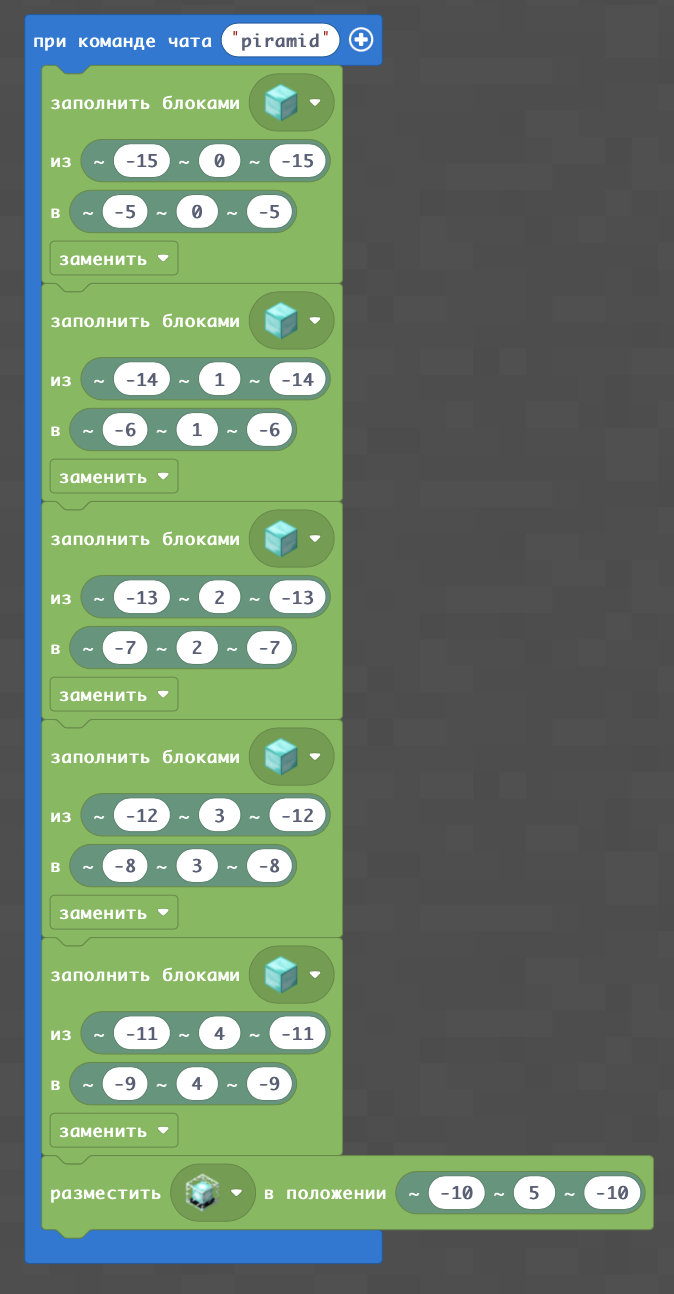 при команде чата "piramid"
заполнить блоками
из ~ -15 ~ 0 ~ -15
в ~ -5 ~ 0 ~ -5
заменить
заполнить блоками
из ~ -14 ~ 1 ~ -14
в ~ -6 ~ 1 ~ -6
заменить
заполнить блоками
из ~ -13 ~ 2 ~ -13
в ~ -7 ~ 2 ~ -7
заменить
заполнить блоками
из ~ -12 ~ 3 ~ -12
в ~ -8 ~ 3 ~ -8
заменить
заполнить блоками
из ~ -11 ~ 4 ~ -11
в ~ -9 ~ 4 ~ -9
заменить
разместить в положении ~ -10 ~ 5 ~ -10